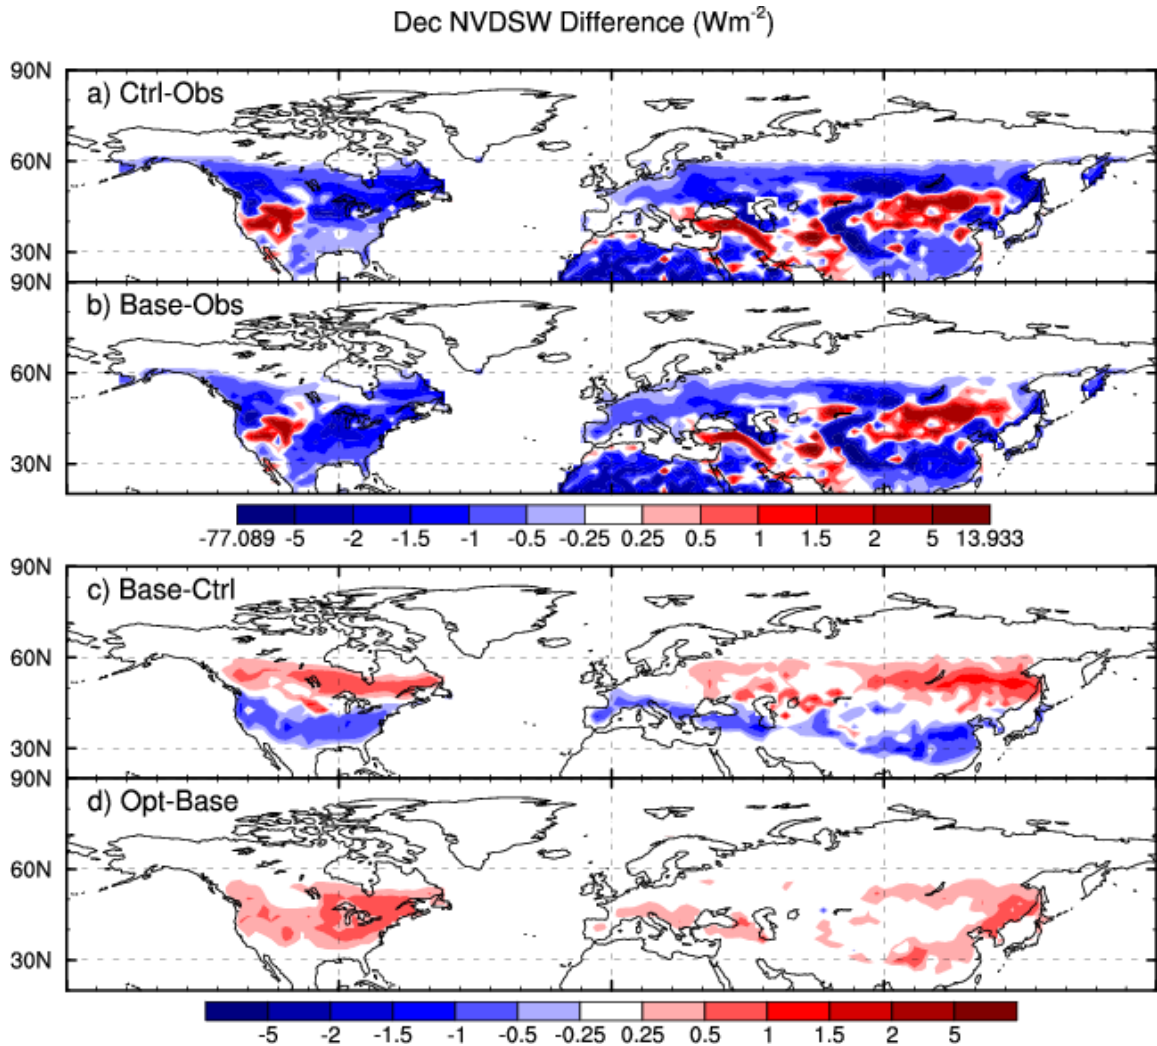 Dec NVDSW Difference (Wm⁻²)
90N
a) Ctrl-Obs
60N
30N
90N
b) Base-Obs
60N
30N
-77.089 -5 -2 -1.5 -1 -0.5 -0.25 0.25 0.5 1 1.5 2 5 13.933
90N
c) Base-Ctrl
60N
30N
90N
d) Opt-Base
60N
30N
-5 -2 -1 -0.5 -0.25 0.25 0.5 1 1.5 2 5